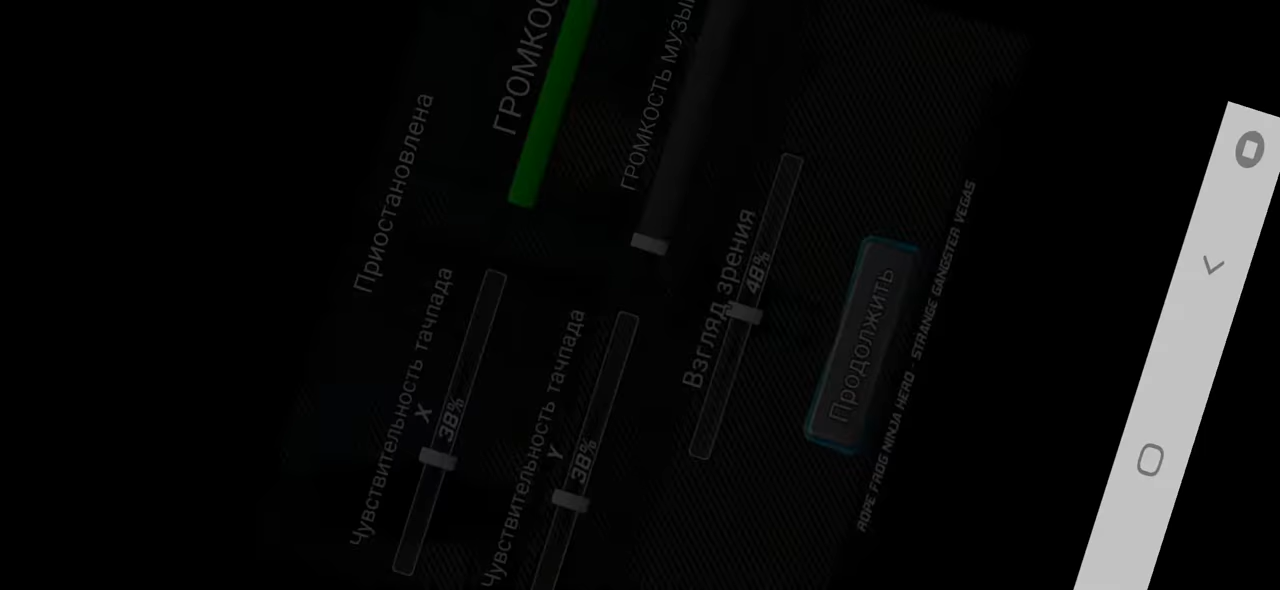 Приостановлена
Чувствительность тачпада
X
38%
ГРОМКОС
Чувствительность тачпада
Y
38%
ГРОМКОСТЬ МУЗЫ
Взгляд зрения
48%
Продолжить
ROPE FROG NINJA HERO - STRANGE GANGSTER VEGAS